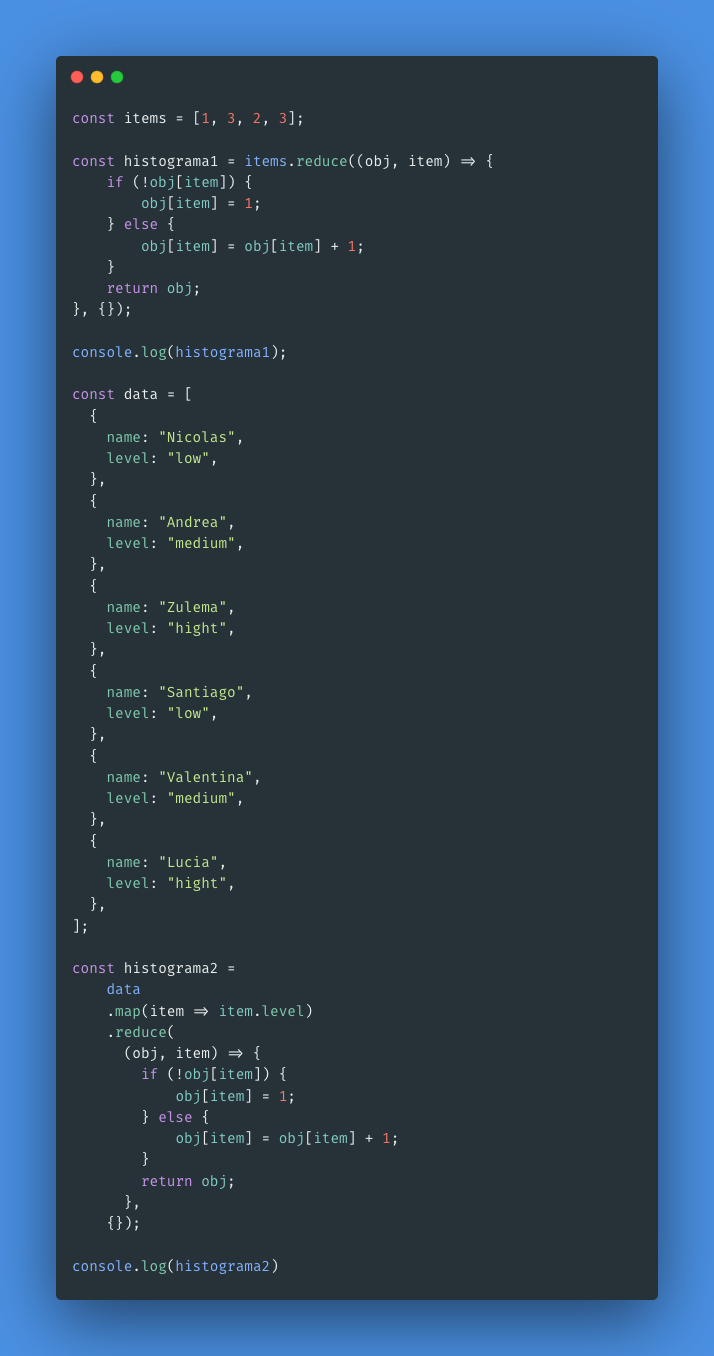 const items = [1, 3, 2, 3];

const histograma1 = items.reduce((obj, item) => {
    if (!obj[item]) {
        obj[item] = 1;
    } else {
        obj[item] = obj[item] + 1;
    }
    return obj;
}, {});

console.log(histograma1);

const data = [
  {
    name: "Nicolas",
    level: "low",
  },
  {
    name: "Andrea",
    level: "medium",
  },
  {
    name: "Zulema",
    level: "hight",
  },
  {
    name: "Santiago",
    level: "low",
  },
  {
    name: "Valentina",
    level: "medium",
  },
  {
    name: "Lucia",
    level: "hight",
  },
];

const histograma2 =
    data
    .map(item => item.level)
    .reduce(
      (obj, item) => {
        if (!obj[item]) {
            obj[item] = 1;
        } else {
            obj[item] = obj[item] + 1;
        }
        return obj;
      },
    {});

console.log(histograma2)